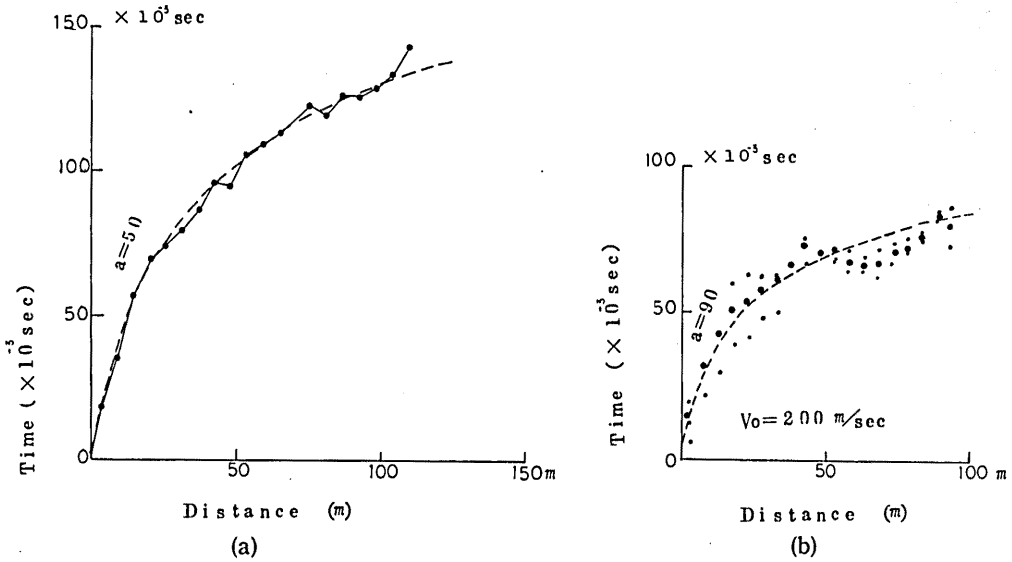 150 × 10⁻³ sec
100
50
0
a=50
Time (×10⁻³ sec)
50
100
150 m
Distance (m)
(a)
100 × 10⁻³ sec
50
0
a=90
Time (×10⁻³ sec)
Vo=200 m/sec
50
100 m
Distance (m)
(b)